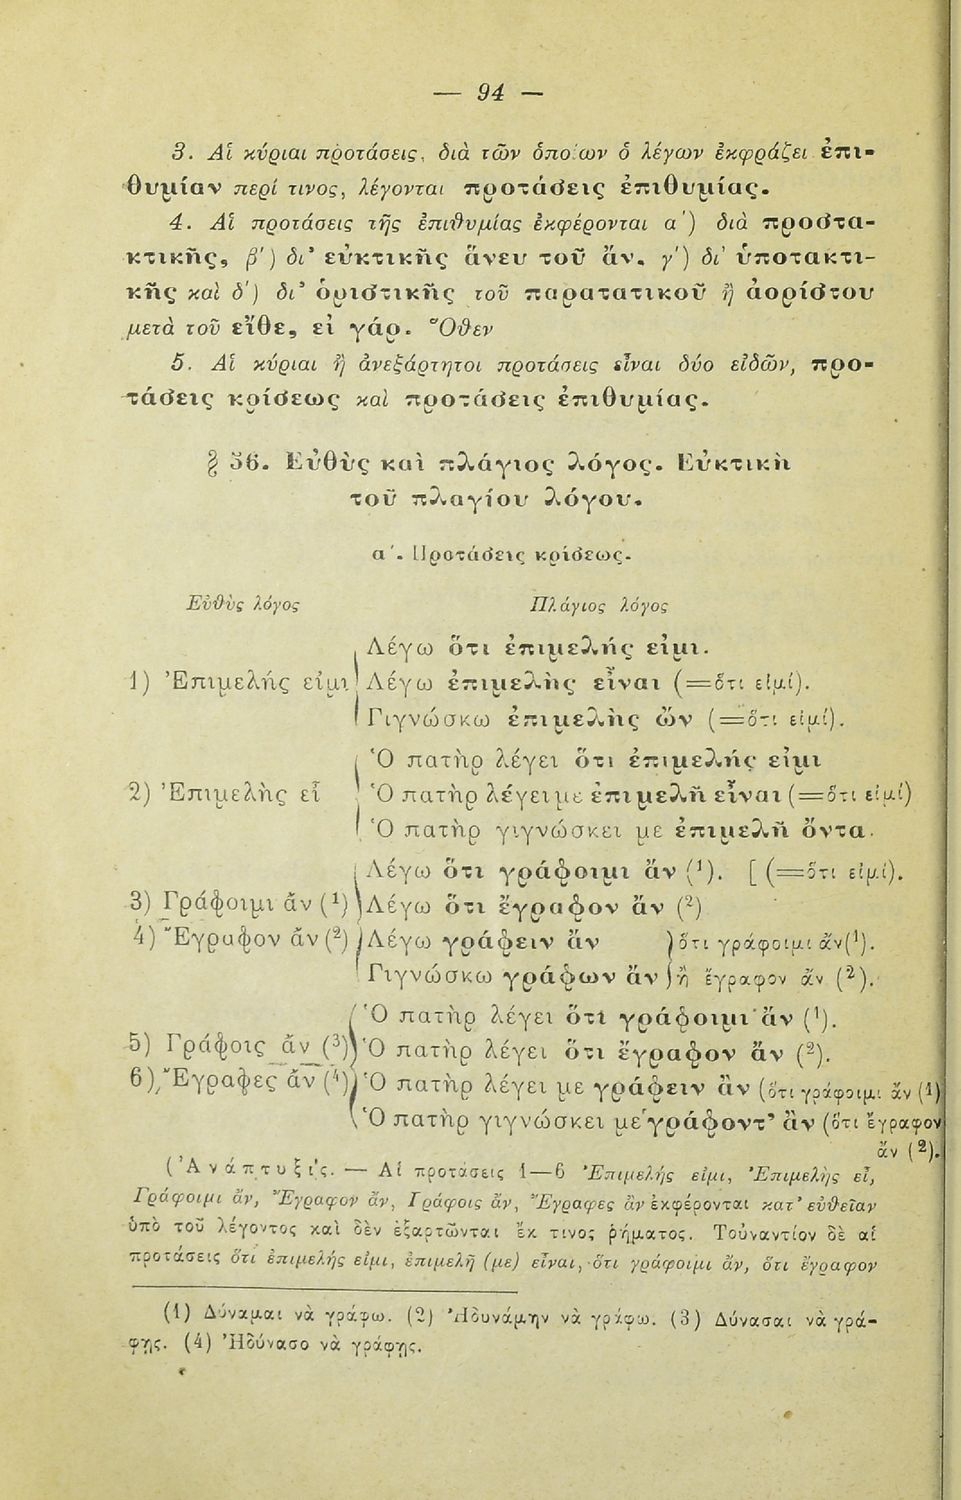 — 94 —
3. Αἱ κύριαι προτάσεις, διὰ τῶν ὁποίων ὁ λέγων ἐκφράζει ἐπι-
θυμίαν περί τινος, λέγονται προτάσεις ἐπιθυμίας.
4. Αἱ προτάσεις τῆς ἐπιθυμίας ἐκφέρονται α΄) διὰ προστα-
κτικῆς, β΄) δι᾽ εὐκτικῆς ἄνευ τοῦ ἄν, γ΄) δι᾽ ὑποτακτι-
κῆς καὶ δ΄) δι᾽ ὁριστικῆς τοῦ παρατατικοῦ ἢ ἀορίστου
μετὰ τοῦ εἴθε, εἰ γάρ. Ὅθεν
5. Αἱ κύριαι ἢ ἀνεξάρτητοι προτάσεις εἶναι δύο εἰδῶν, προ-
τάσεις κρίσεως καὶ προτάσεις ἐπιθυμίας.
§ 56. Εὐθὺς καὶ πλάγιος λόγος. Εὐκτικὴ
τοῦ πλαγίου λόγου.
α΄. Προτάσεις κρίσεως.
Εὐθὺς λόγος Πλάγιος λόγος
Λέγω ὅτι ἐπιμελής εἰμι.
1) Ἐπιμελής εἰμι Λέγω ἐπιμελὴς εἶναι (=ὅτι εἰμί).
Γιγνώσκω ἐπιμελὴς ὤν (=ὅτι εἰμί).
Ὁ πατὴρ λέγει ὅτι ἐπιμελής εἰμι
2) Ἐπιμελὴς εἶ Ὁ πατὴρ λέγει με ἐπιμελῆ εἶναι (=ὅτι εἰμί)
Ὁ πατὴρ γιγνώσκει με ἐπιμελῆ ὄντα.
Λέγω ὅτι γράφοιμι ἄν (¹). [ (=ὅτι εἰμί).
3) Γράφοιμι ἄν (¹) Λέγω ὅτι ἔγραφον ἄν (²)
4) Ἔγραφον ἄν (²) Λέγω γράφειν ἄν ) ὅτι γράφοιμι ἄν (¹).
Γιγνώσκω γράφων ἄν ) ἢ ἔγραφον ἄν (²).
Ὁ πατὴρ λέγει ὅτι γράφοιμι ἄν (¹).
5) Γράφοις ἄν (³) Ὁ πατὴρ λέγει ὅτι ἔγραφον ἄν (²).
6) Ἔγραφες ἄν (⁴) Ὁ πατὴρ λέγει με γράφειν ἂν (ὅτι γράφοιμι ἄν (¹)
Ὁ πατὴρ γιγνώσκει με γράφοντ᾽ ἂν (ὅτι ἔγραφον
ἄν (²).
(Ἀνάπτυξις. — Αἱ προτάσεις 1—6 Ἐπιμελής εἰμι, Ἐπιμελὴς εἶ,
Γράφοιμι ἄν, Ἔγραφον ἄν, Γράφοις ἄν, Ἔγραφες ἄν ἐκφέρονται κατ᾽ εὐθεῖαν
ὑπὸ τοῦ λέγοντος καὶ δὲν ἐξαρτῶνται ἔκ τινος ῥήματος. Τοὐναντίον δὲ αἱ
προτάσεις ὅτι ἐπιμελής εἰμι, ἐπιμελῆ (με) εἶναι, ὅτι γράφοιμι ἄν, ὅτι ἔγραφον
(1) Δύναμαι νὰ γράφω. (2) Ἠδυνάμην νὰ γράφω. (3) Δύνασαι νὰ γρά-
φῃς. (4) Ἠδύνασο νὰ γράφῃς.